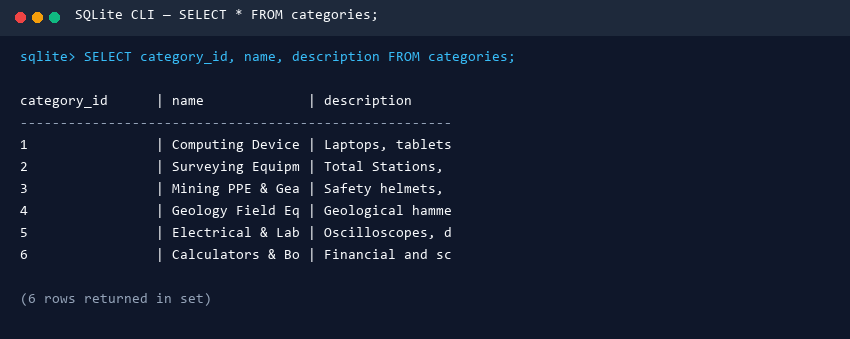 SQLite CLI — SELECT * FROM categories;
sqlite> SELECT category_id, name, description FROM categories;
category_id      | name             | description
------------------------------------------------------
1                | Computing Device | Laptops, tablets
2                | Surveying Equipm | Total Stations,
3                | Mining PPE & Gea | Safety helmets,
4                | Geology Field Eq | Geological hamme
5                | Electrical & Lab | Oscilloscopes, d
6                | Calculators & Bo | Financial and sc
(6 rows returned in set)